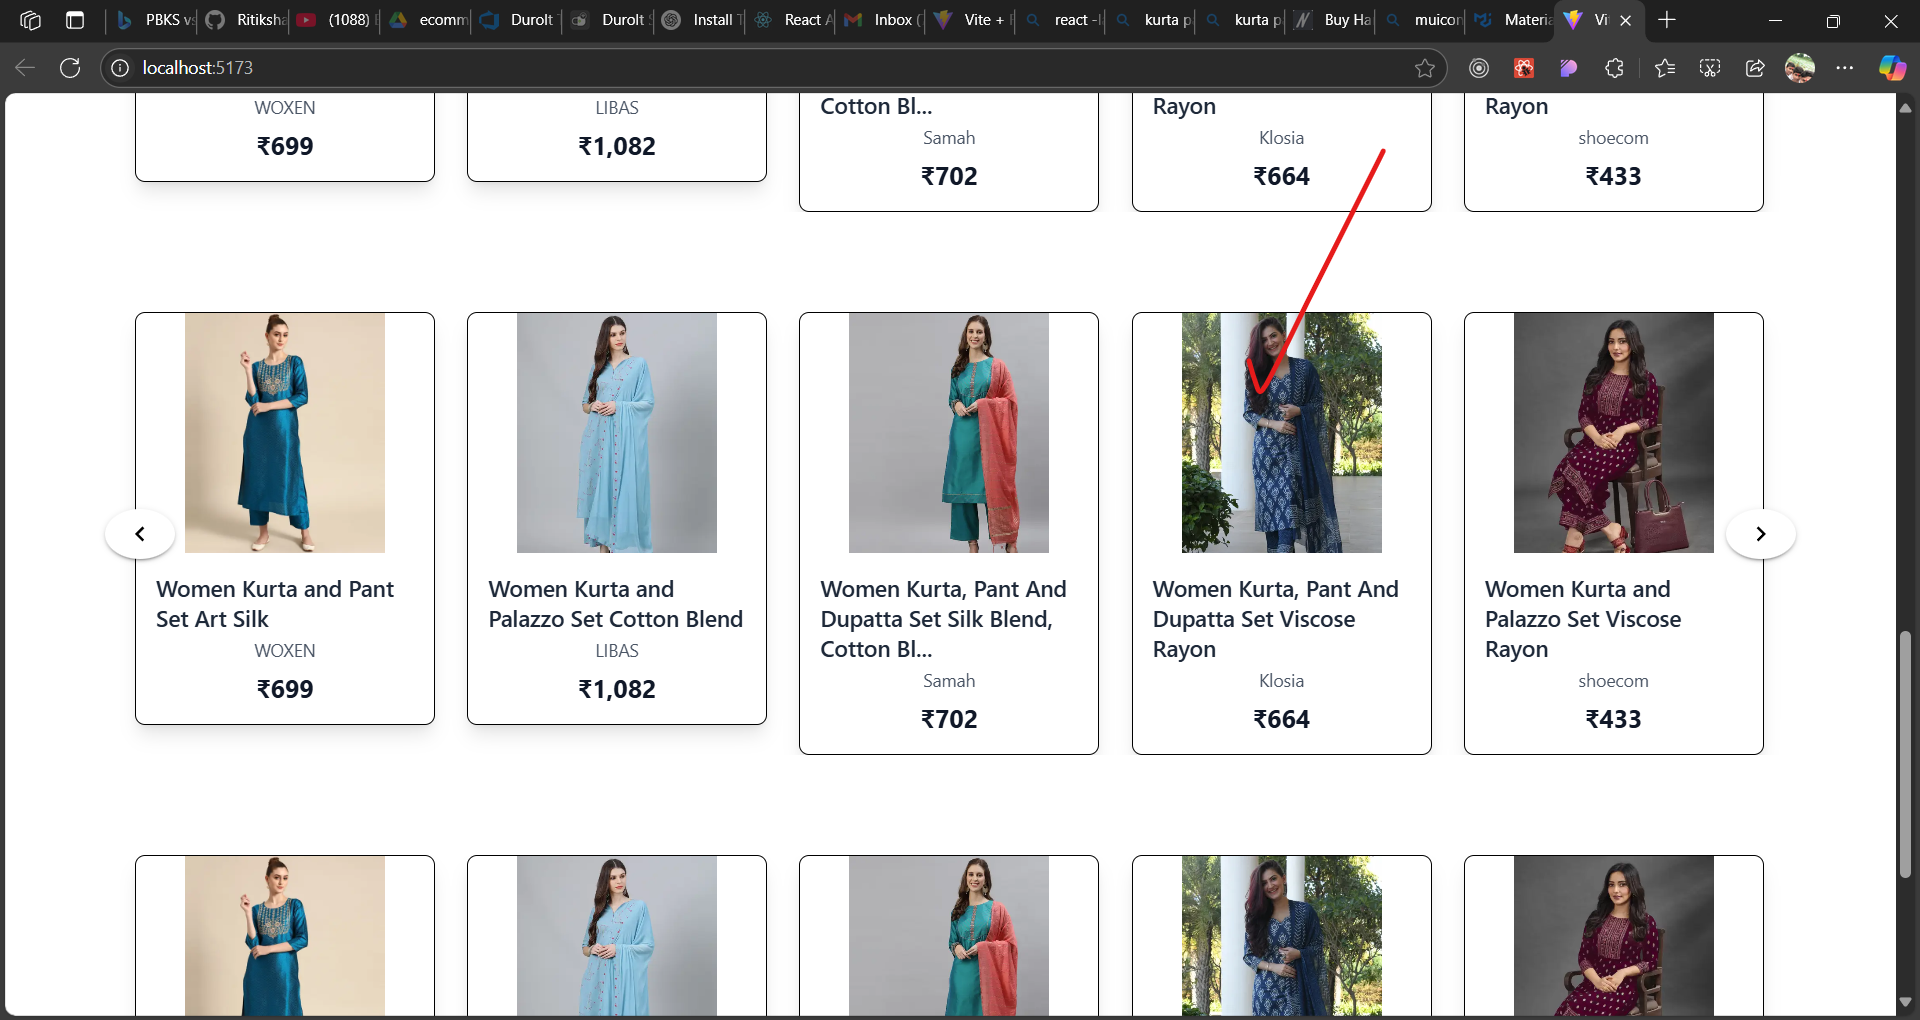 PBKS vs
Ritiksha
(1088)
ecomm
Durolt
Durolt
Install T
React A
Inbox (
Vite +
react -l
kurta p
kurta p
Buy Ha
muicon
Materia
Vi
localhost:5173
WOXEN
₹699
LIBAS
₹1,082
Cotton Bl...
Samah
₹702
Rayon
Klosia
₹664
Rayon
shoecom
₹433
Women Kurta and Pant
Set Art Silk
WOXEN
₹699
Women Kurta and
Palazzo Set Cotton Blend
LIBAS
₹1,082
Women Kurta, Pant And
Dupatta Set Silk Blend,
Cotton Bl...
Samah
₹702
Women Kurta, Pant And
Dupatta Set Viscose
Rayon
Klosia
₹664
Women Kurta and
Palazzo Set Viscose
Rayon
shoecom
₹433